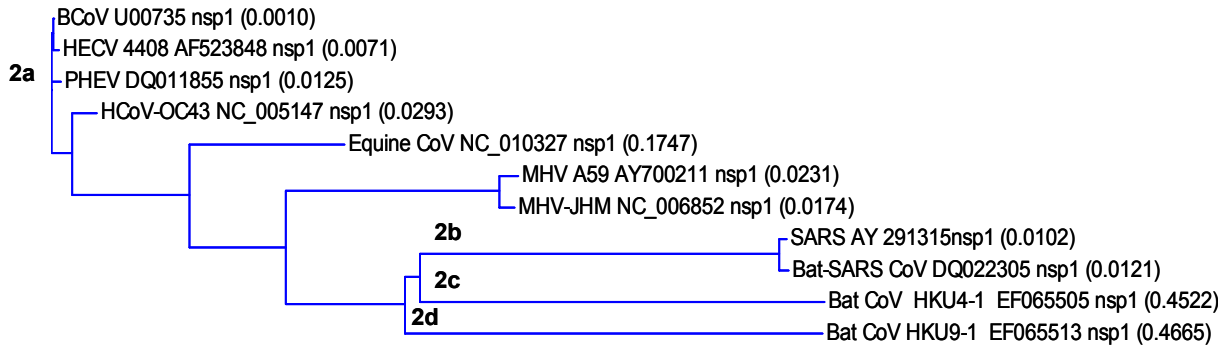 BCoV U00735 nsp1 (0.0010)
HECV 4408 AF523848 nsp1 (0.0071)
2a
PHEV DQ011855 nsp1 (0.0125)
HCoV-OC43 NC_005147 nsp1 (0.0293)
Equine CoV NC_010327 nsp1 (0.1747)
MHV A59 AY700211 nsp1 (0.0231)
MHV-JHM NC_006852 nsp1 (0.0174)
2b
SARS AY 291315nsp1 (0.0102)
Bat-SARS CoV DQ022305 nsp1 (0.0121)
2c
Bat CoV HKU4-1 EF065505 nsp1 (0.4522)
2d
Bat CoV HKU9-1 EF065513 nsp1 (0.4665)